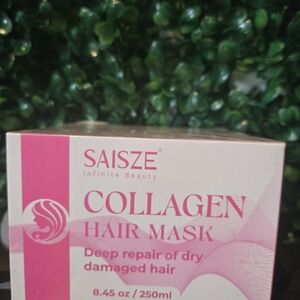 SAISZE®
Infinite Beauty
COLLAGEN
HAIR MASK
Deep repair of dry
damaged hair
8.45 oz / 250ml